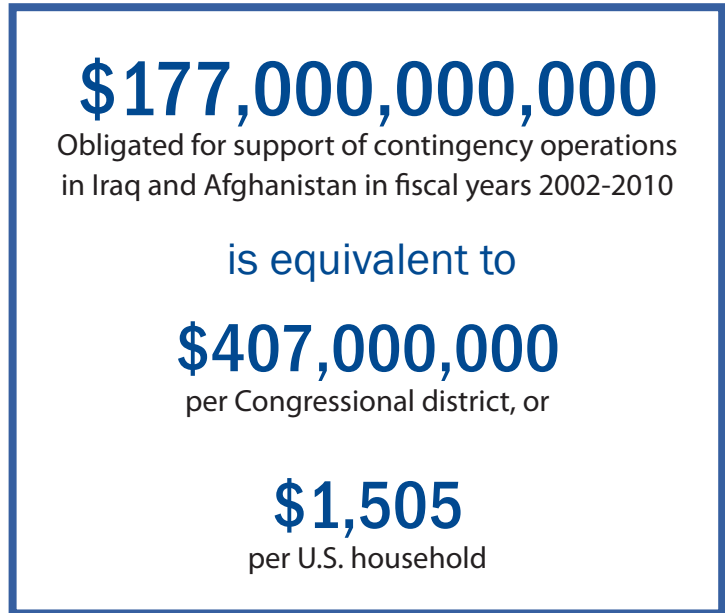 $177,000,000,000
Obligated for support of contingency operations
in Iraq and Afghanistan in fiscal years 2002-2010
is equivalent to
$407,000,000
per Congressional district, or
$1,505
per U.S. household